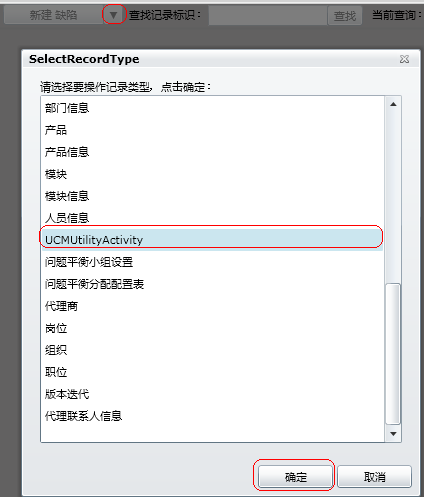 新建 缺陷 ▼ 查找记录标识： 查找 当前查询：
SelectRecordType
请选择要操作记录类型，点击确定：
部门信息
产品
产品信息
模块
模块信息
人员信息
UCMUtilityActivity
问题平衡小组设置
问题平衡分配配置表
代理商
岗位
组织
职位
版本迭代
代理联系人信息
确定 取消